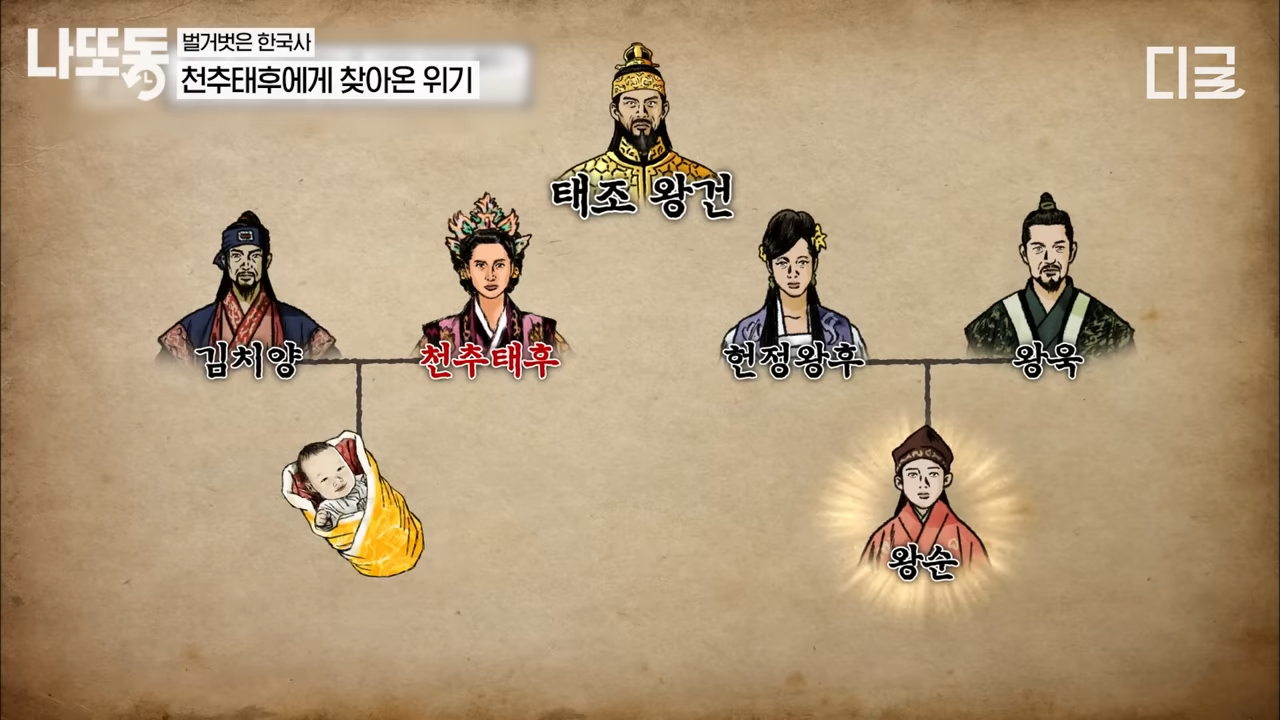 나또동
벌거벗은 한국사
천추태후에게 찾아온 위기
디글
태조 왕건
김치양
천추태후
헌정왕후
왕욱
왕순